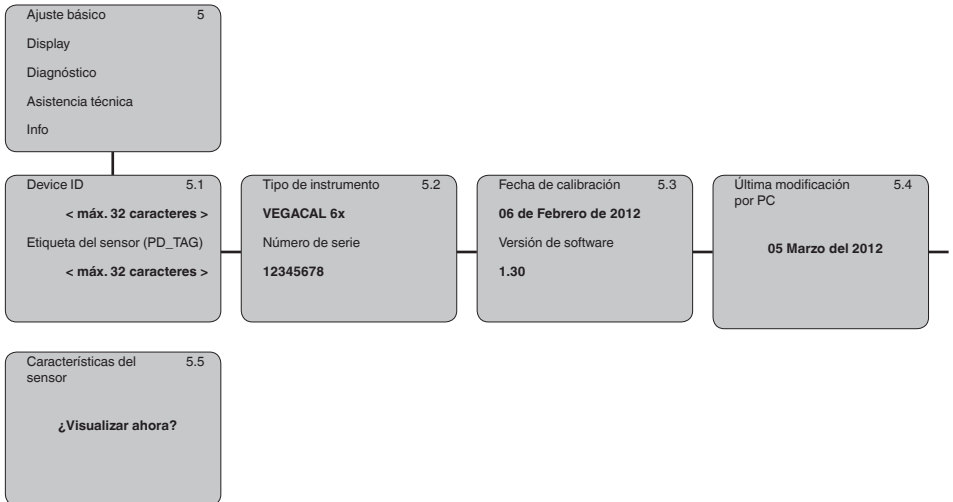 Ajuste básico 5
Display
Diagnóstico
Asistencia técnica
Info
Device ID 5.1
< máx. 32 caracteres >
Etiqueta del sensor (PD_TAG)
< máx. 32 caracteres >
Tipo de instrumento 5.2
VEGACAL 6x
Número de serie
12345678
Fecha de calibración 5.3
06 de Febrero de 2012
Versión de software
1.30
Última modificación 5.4
por PC
05 Marzo del 2012
Características del 5.5
sensor
¿Visualizar ahora?